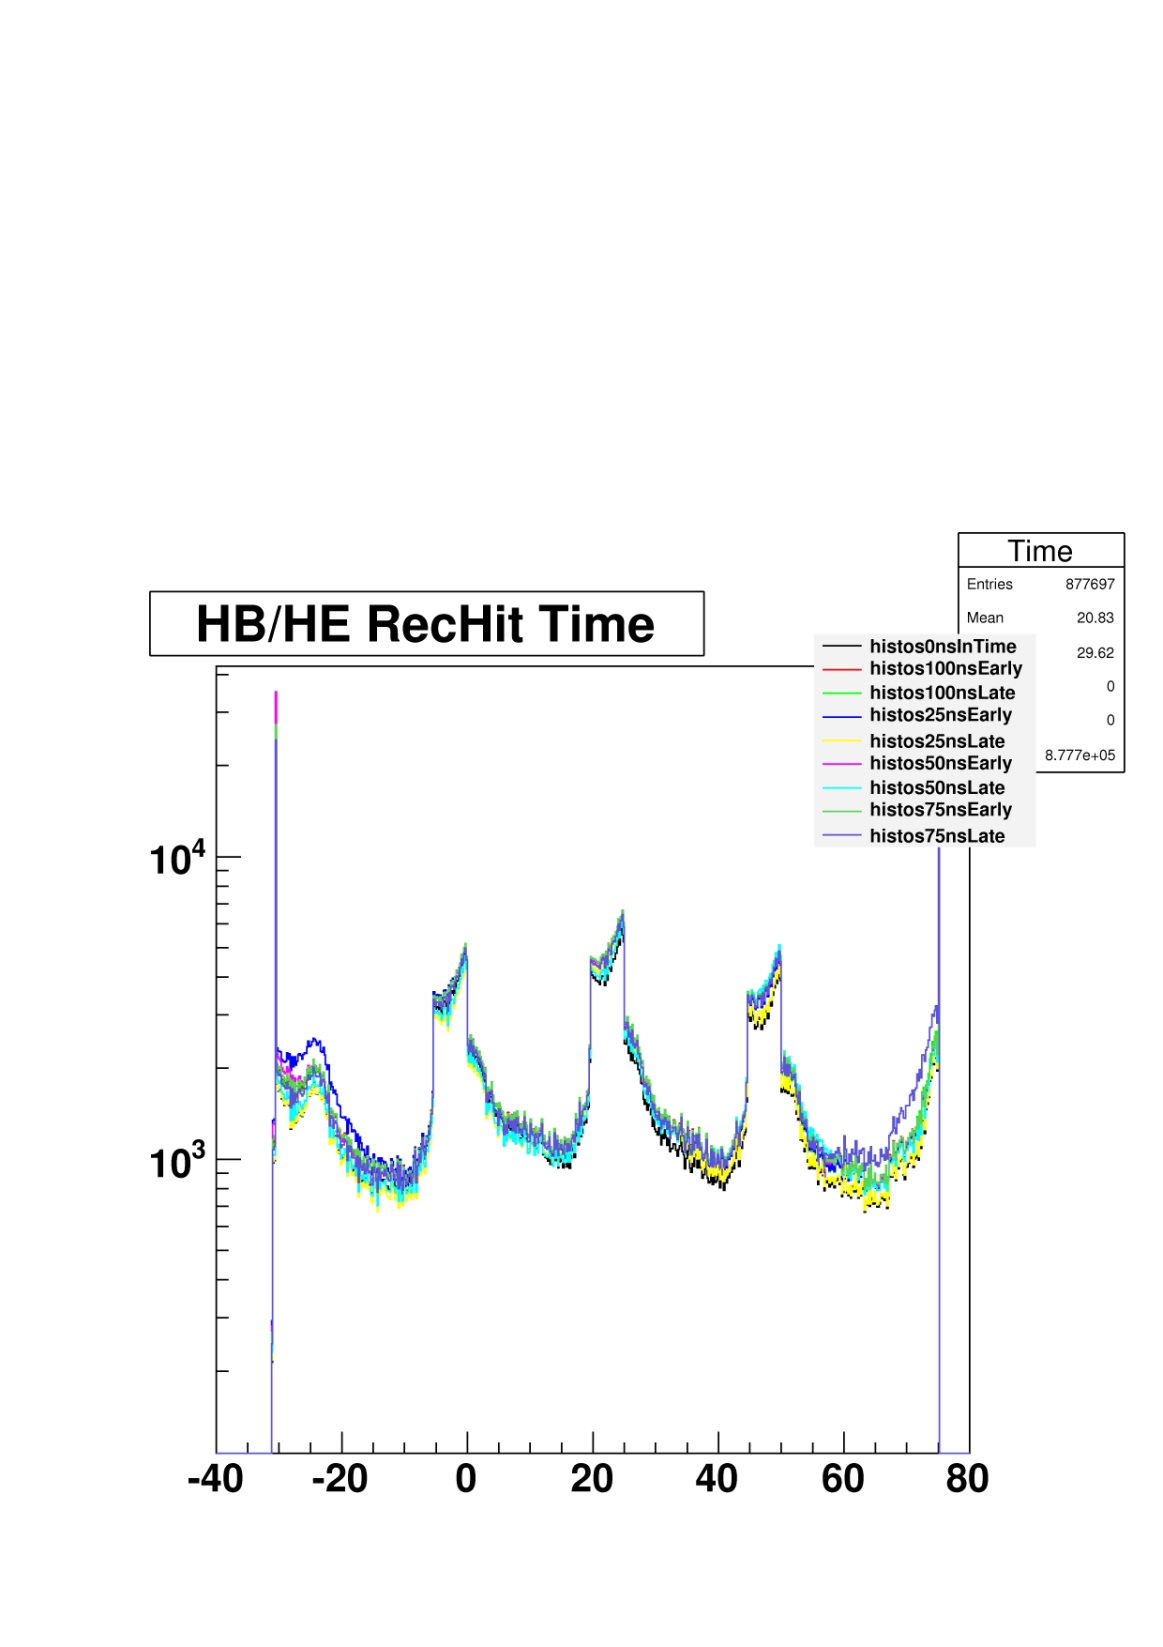 Time
Entries 877697
Mean 20.83
HB/HE RecHit Time
histos0nsInTime
29.62
histos100nsEarly
histos100nsLate
0
histos25nsEarly
0
histos25nsLate
histos50nsEarly
8.777e+05
histos50nsLate
histos75nsEarly
histos75nsLate
10^4
10^3
-40 -20 0 20 40 60 80